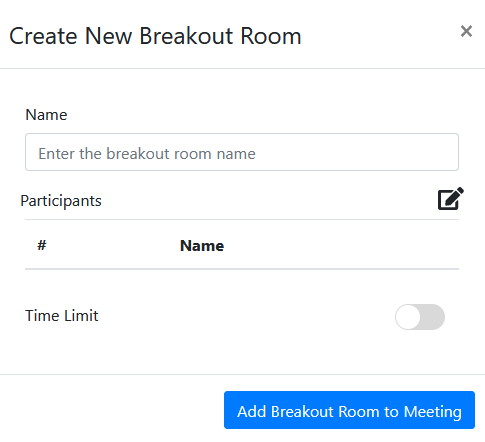 Create New Breakout Room ×
Name
Enter the breakout room name
Participants
# Name
Time Limit
Add Breakout Room to Meeting